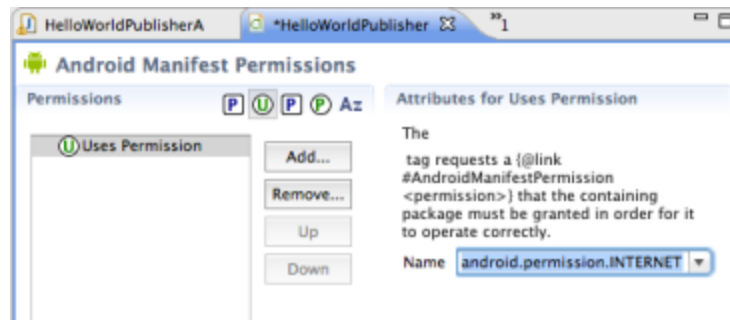 HelloWorldPublisherA
*HelloWorldPublisher
»1
Android Manifest Permissions
Permissions
P U P P Az
Attributes for Uses Permission
U Uses Permission
Add...
Remove...
Up
Down
The
tag requests a {@link
#AndroidManifestPermission
<permission>} that the containing
package must be granted in order for it
to operate correctly.
Name android.permission.INTERNET